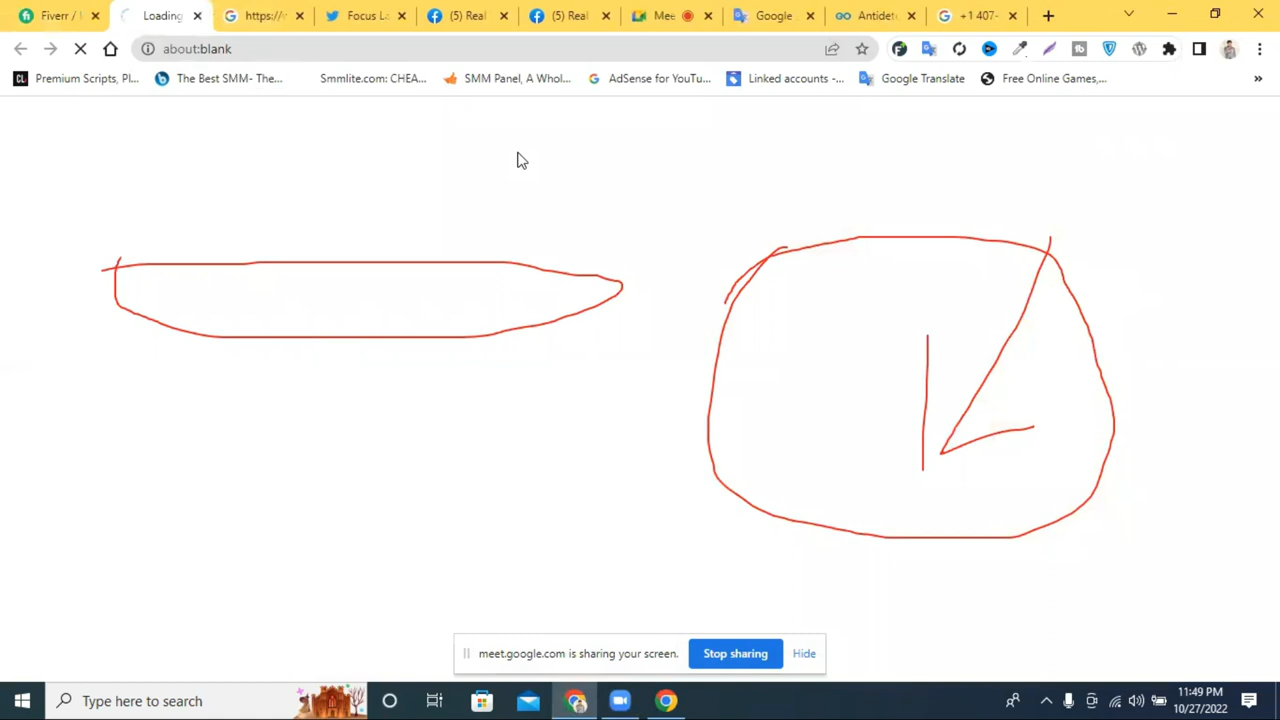 Fiverr /
Loading
https://w
Focus La
(5) Real
(5) Real
Mee
Google
Antidete
+1 407-
about:blank
CL Premium Scripts, Pl...
The Best SMM- The...
Smmlite.com: CHEA...
SMM Panel, A Whol...
AdSense for YouTu...
Linked accounts -...
Google Translate
Free Online Games,...
meet.google.com is sharing your screen.
Stop sharing
Hide
Type here to search
11:49 PM
10/27/2022